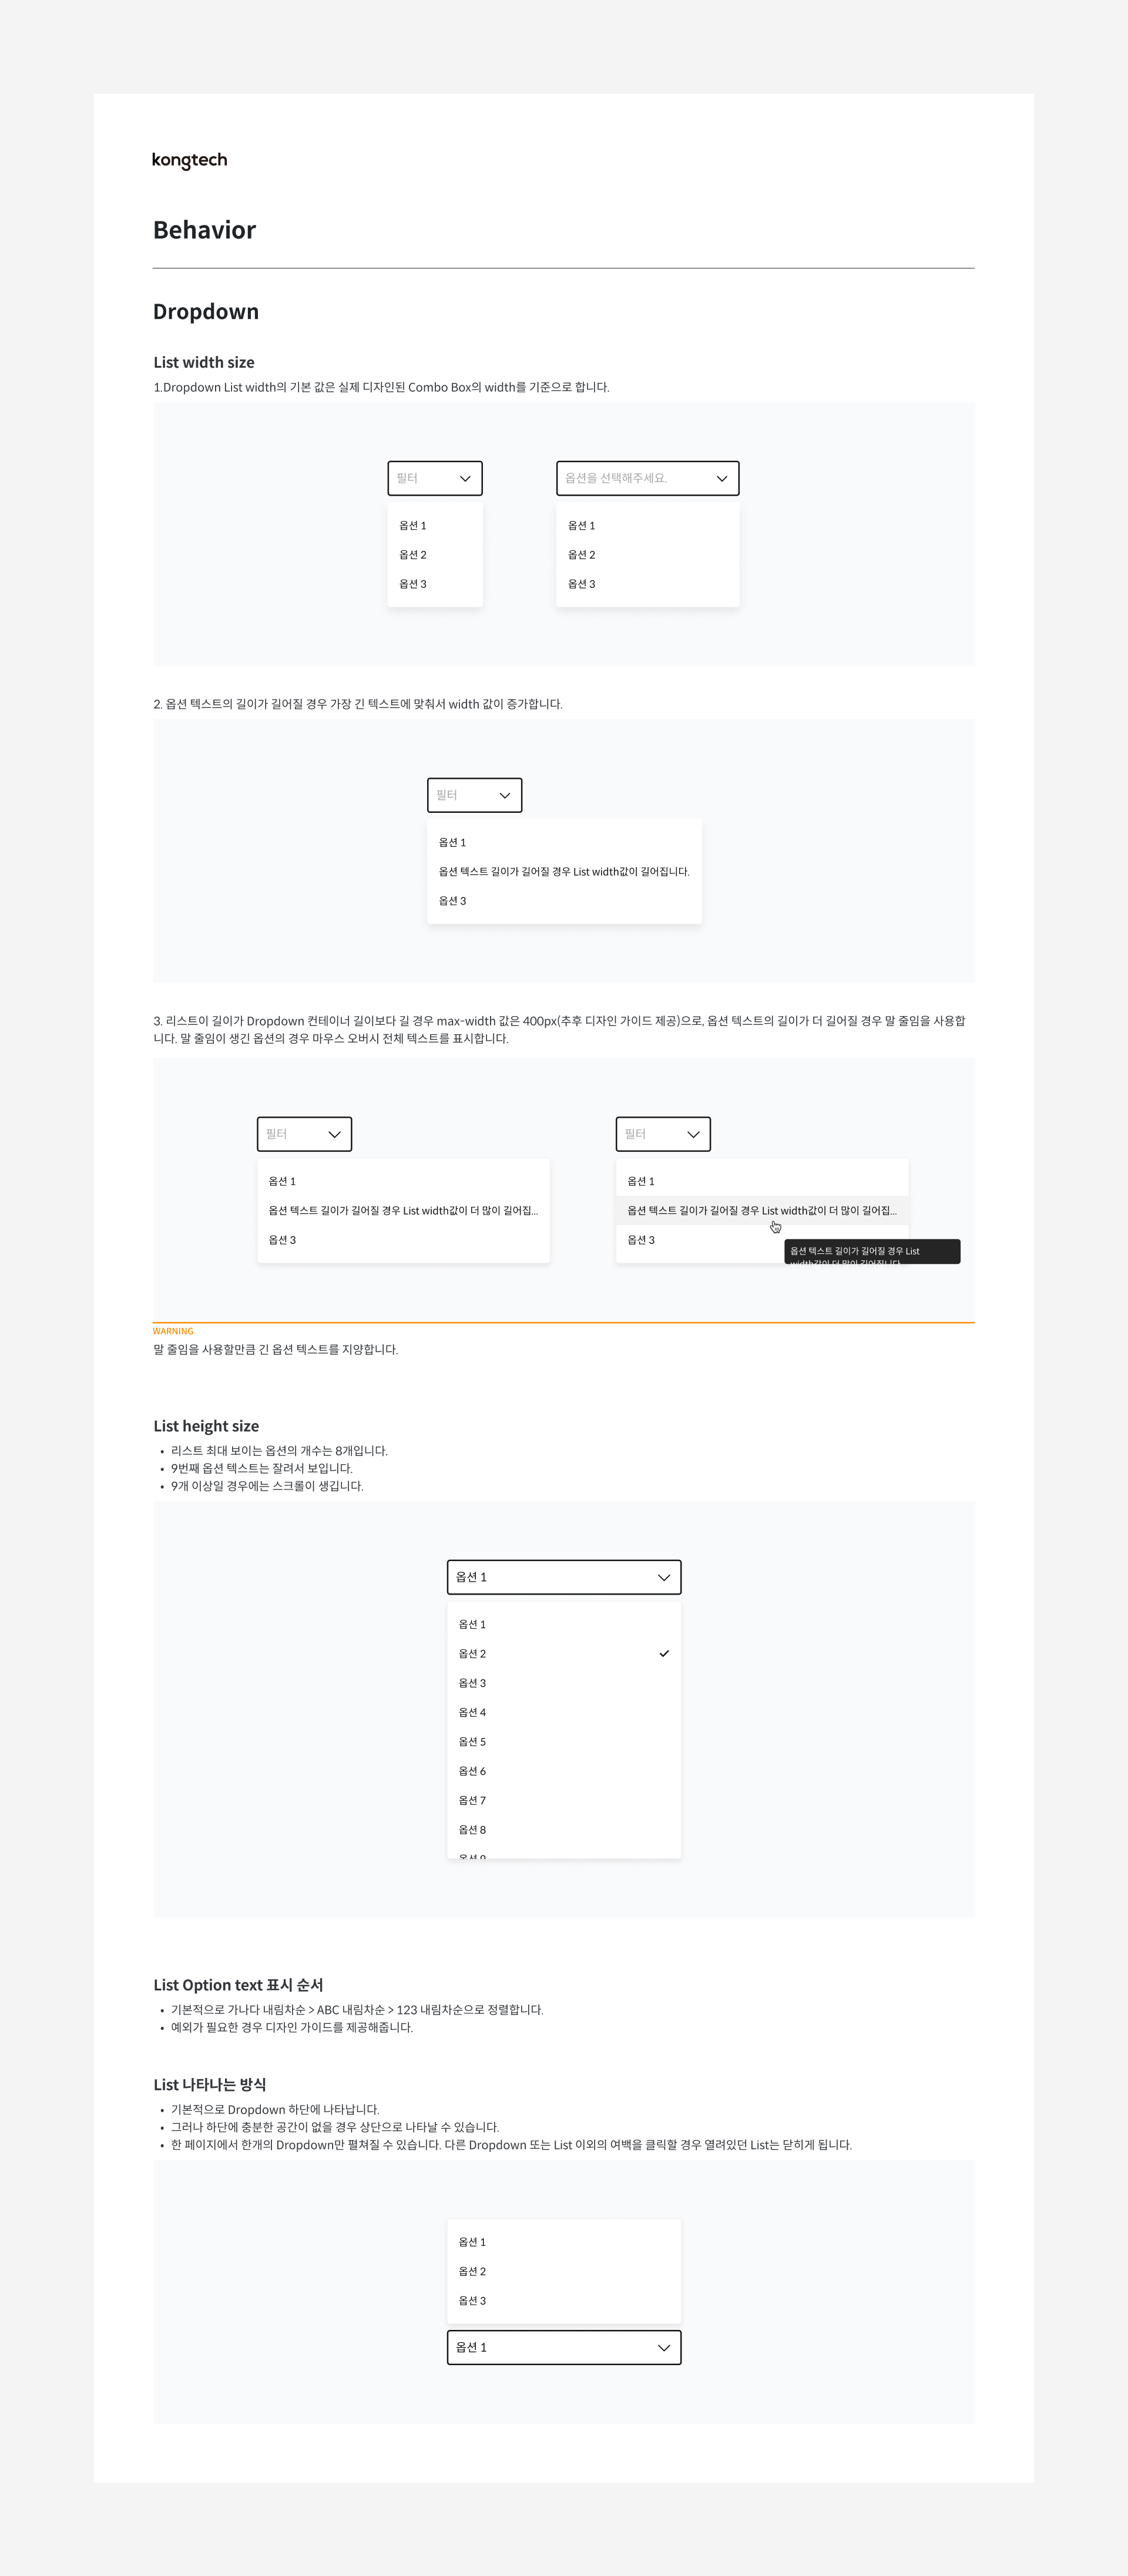 kongtech
Behavior
Dropdown
List width size
1.Dropdown List width의 기본 값은 실제 디자인된 Combo Box의 width를 기준으로 합니다.
필터
옵션 1
옵션 2
옵션 3
옵션을 선택해주세요.
옵션 1
옵션 2
옵션 3
2. 옵션 텍스트의 길이가 길어질 경우 가장 긴 텍스트에 맞춰서 width 값이 증가합니다.
필터
옵션 1
옵션 텍스트 길이가 길어질 경우 List width값이 길어집니다.
옵션 3
3. 리스트이 길이가 Dropdown 컨테이너 길이보다 길 경우 max-width 값은 400px(추후 디자인 가이드 제공)으로, 옵션 텍스트의 길이가 더 길어질 경우 말 줄임을 사용합
니다. 말 줄임이 생긴 옵션의 경우 마우스 오버시 전체 텍스트를 표시합니다.
필터
옵션 1
옵션 텍스트 길이가 길어질 경우 List width값이 더 많이 길어집...
옵션 3
필터
옵션 1
옵션 텍스트 길이가 길어질 경우 List width값이 더 많이 길어집...
옵션 3
옵션 텍스트 길이가 길어질 경우 List
width값이 더 많이 길어집니다.
WARNING
말 줄임을 사용할만큼 긴 옵션 텍스트를 지양합니다.
List height size
• 리스트 최대 보이는 옵션의 개수는 8개입니다.
• 9번째 옵션 텍스트는 잘려서 보입니다.
• 9개 이상일 경우에는 스크롤이 생깁니다.
옵션 1
옵션 1
옵션 2
옵션 3
옵션 4
옵션 5
옵션 6
옵션 7
옵션 8
옵션 9
List Option text 표시 순서
• 기본적으로 가나다 내림차순 > ABC 내림차순 > 123 내림차순으로 정렬합니다.
• 예외가 필요한 경우 디자인 가이드를 제공해줍니다.
List 나타나는 방식
• 기본적으로 Dropdown 하단에 나타납니다.
• 그러나 하단에 충분한 공간이 없을 경우 상단으로 나타날 수 있습니다.
• 한 페이지에서 한개의 Dropdown만 펼쳐질 수 있습니다. 다른 Dropdown 또는 List 이외의 여백을 클릭할 경우 열려있던 List는 닫히게 됩니다.
옵션 1
옵션 2
옵션 3
옵션 1